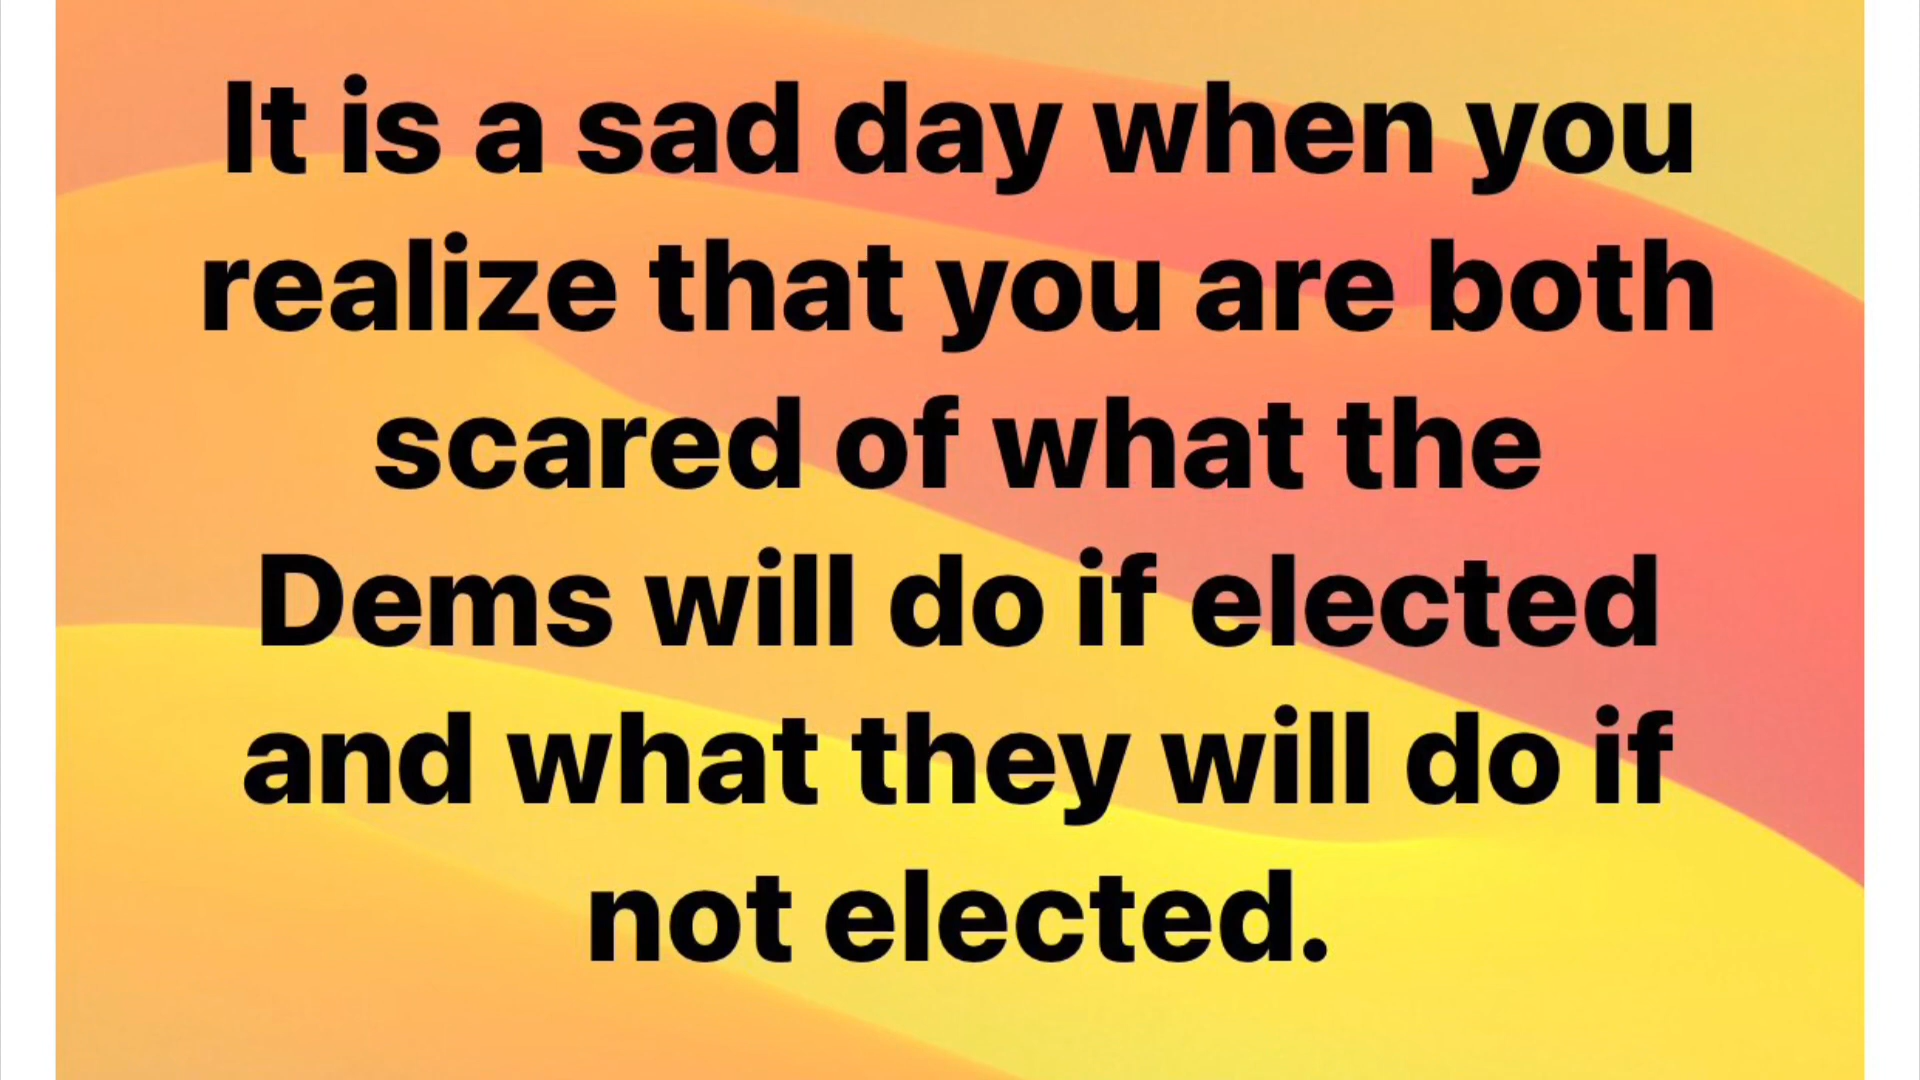 It is a sad day when you
realize that you are both
scared of what the
Dems will do if elected
and what they will do if
not elected.